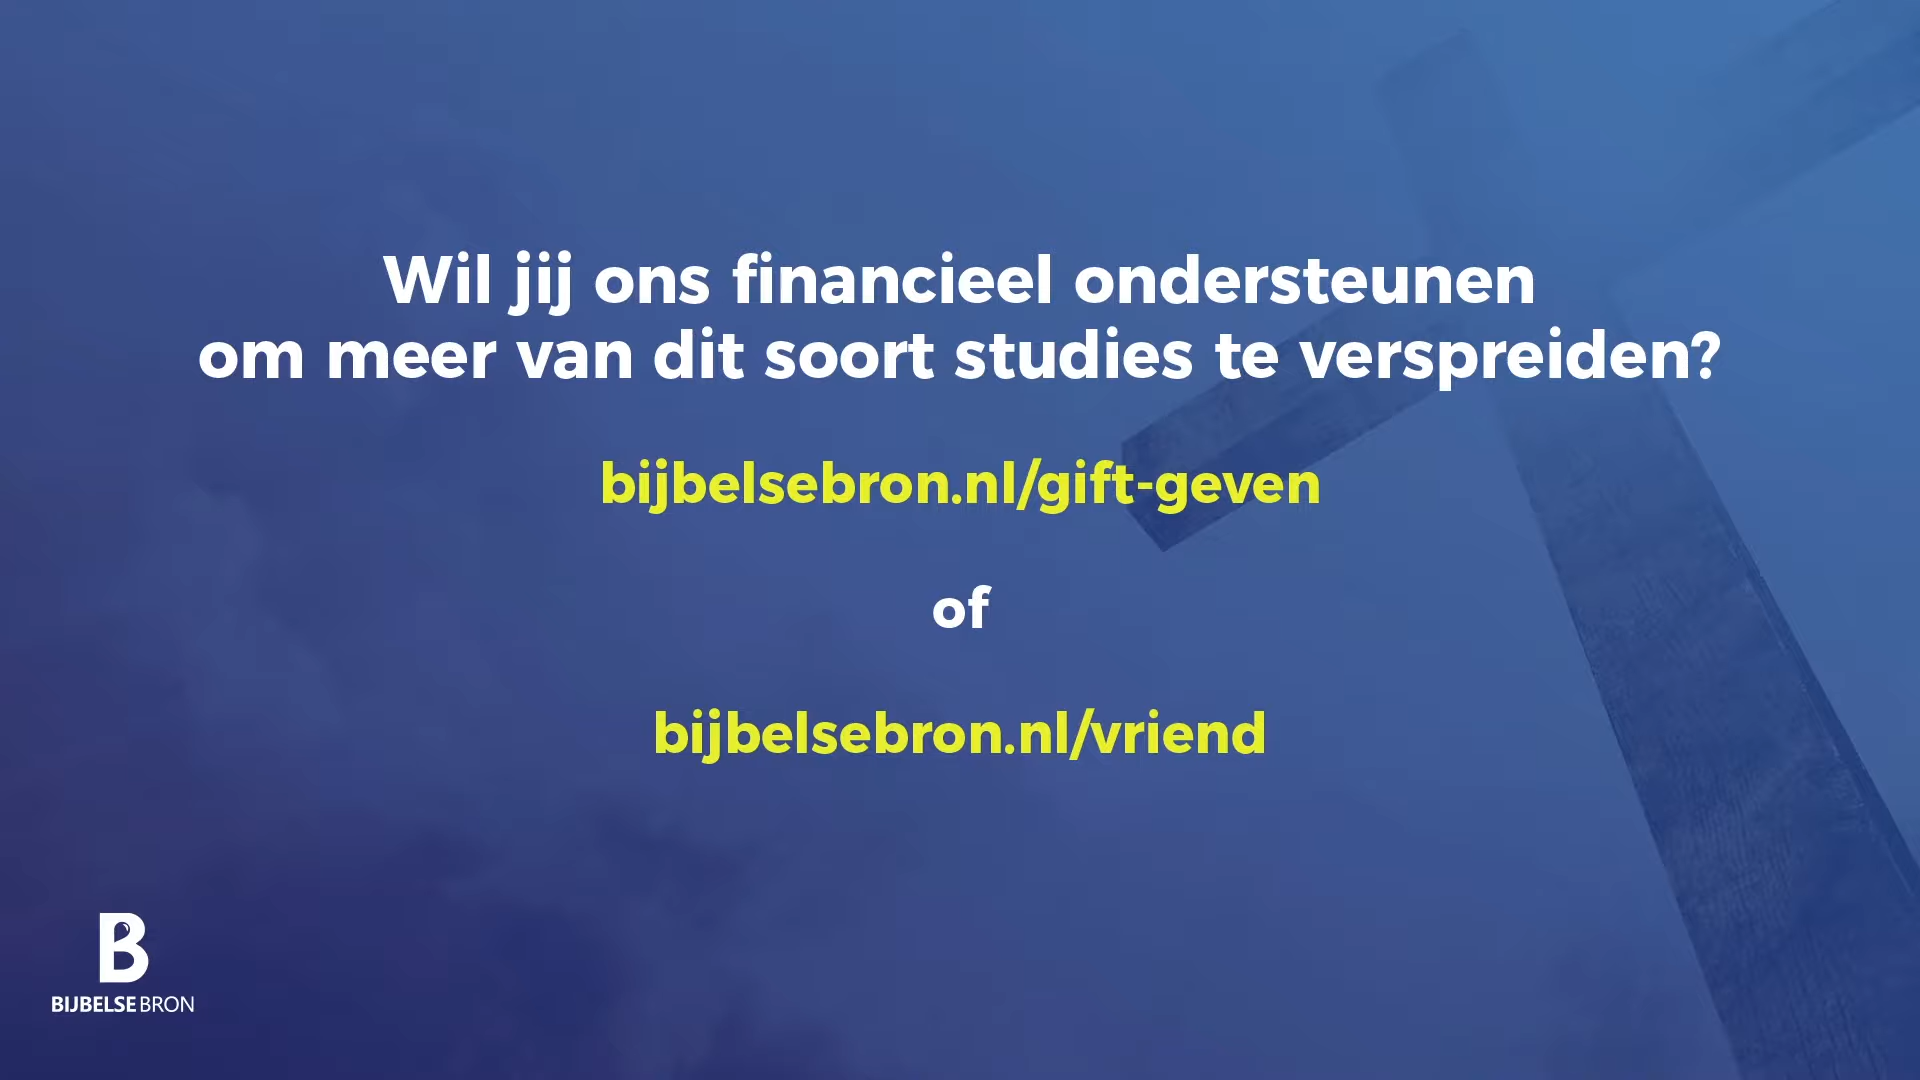 Wil jij ons financieel ondersteunen
om meer van dit soort studies te verspreiden?
bijbelsebron.nl/gift-geven
of
bijbelsebron.nl/vriend
B
BIJBELSE BRON